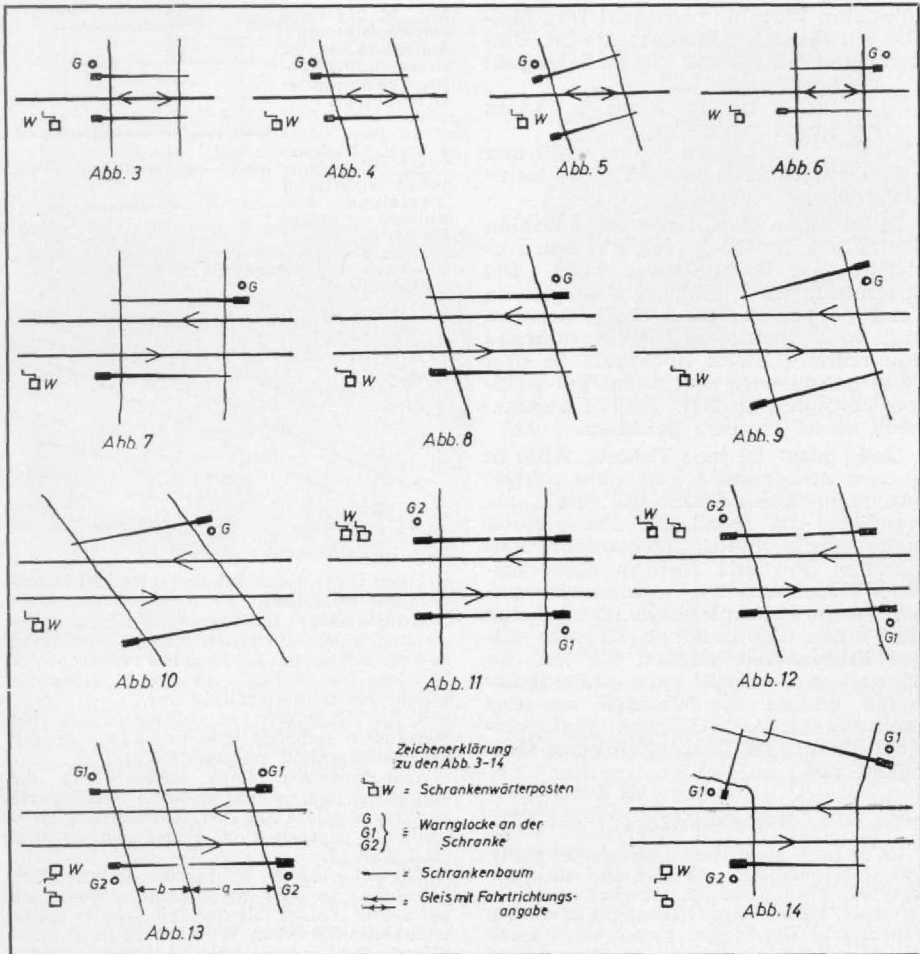 G
W
Abb. 3
G
W
Abb. 4
G
W
Abb. 5
G
W
Abb. 6
G
W
Ahb. 7
G
W
Abb. 8
G
W
Abb. 9
G
W
Abb. 10
W G2
G1
Abb. 11
W G2
G1
Abb. 12
G1 G1
W
G2 b a G2
Abb. 13
Zeichenerklärung
zu den Abb. 3-14
W = Schrankenwärterposten
G
G1 = Warnglocke an der
G2 Schranke
= Schrankenbaum
= Gleis mit Fahrtrichtungs-
angabe
G1
G1
W
G2
Abb. 14